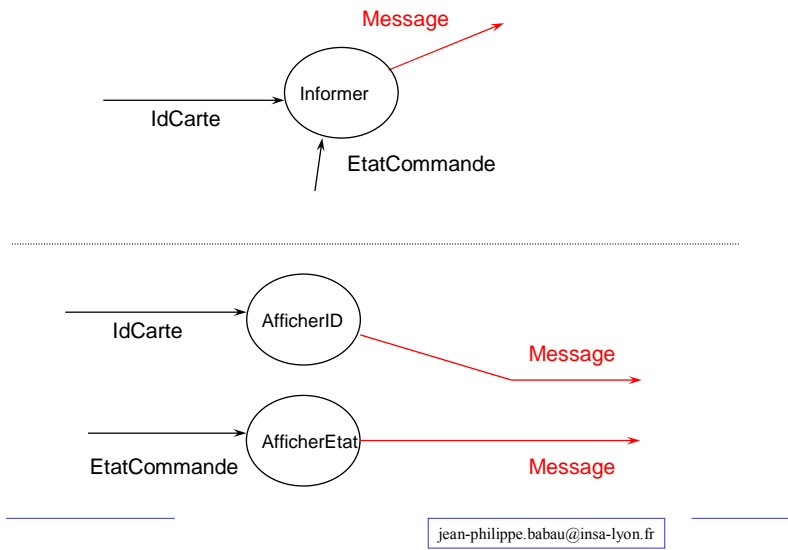 Message
Informer
IdCarte
EtatCommande
AfficherID
IdCarte
Message
AfficherEtat
EtatCommande
Message
jean-philippe.babau@insa-lyon.fr